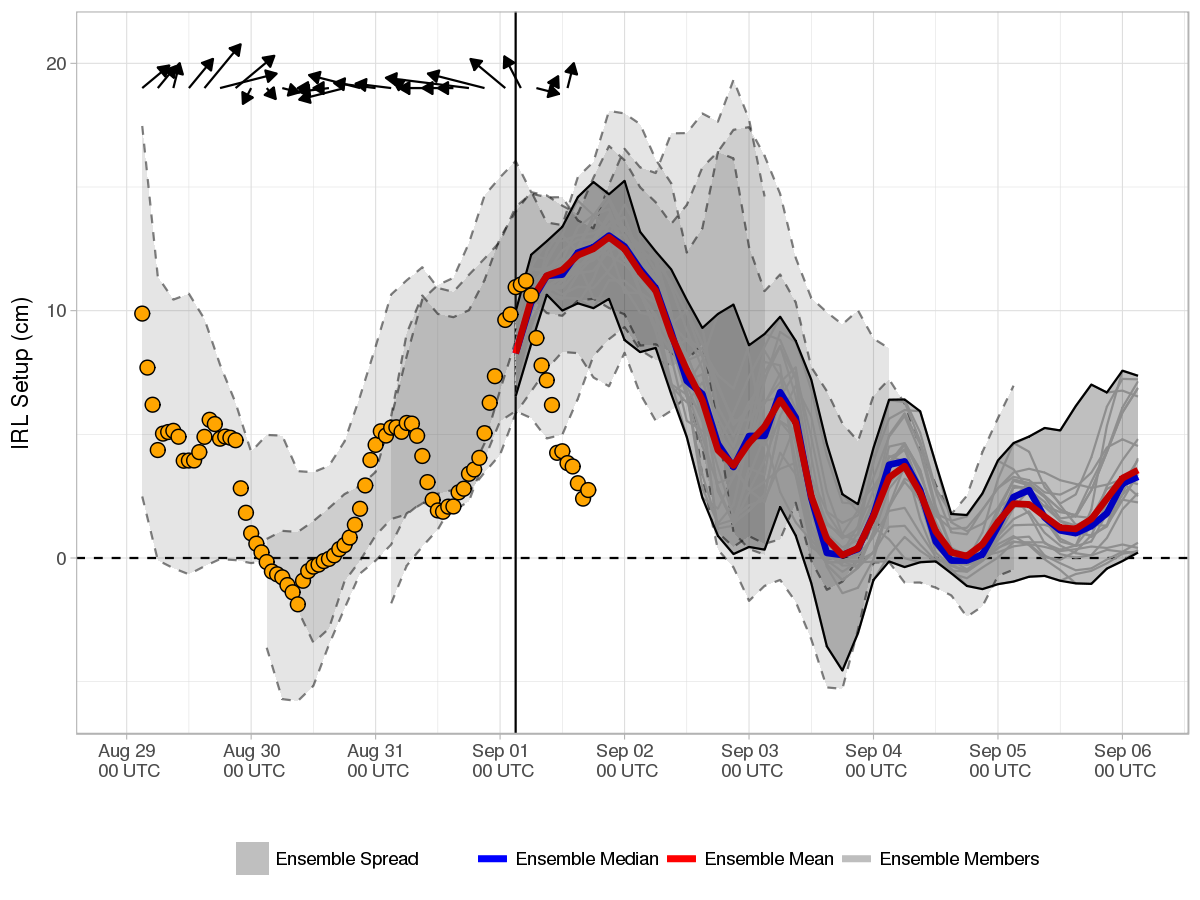 IRL Setup (cm)
20
10
0
Aug 29 Aug 30 Aug 31 Sep 01 Sep 02 Sep 03 Sep 04 Sep 05 Sep 06
00 UTC 00 UTC 00 UTC 00 UTC 00 UTC 00 UTC 00 UTC 00 UTC 00 UTC
Ensemble Spread Ensemble Median Ensemble Mean Ensemble Members